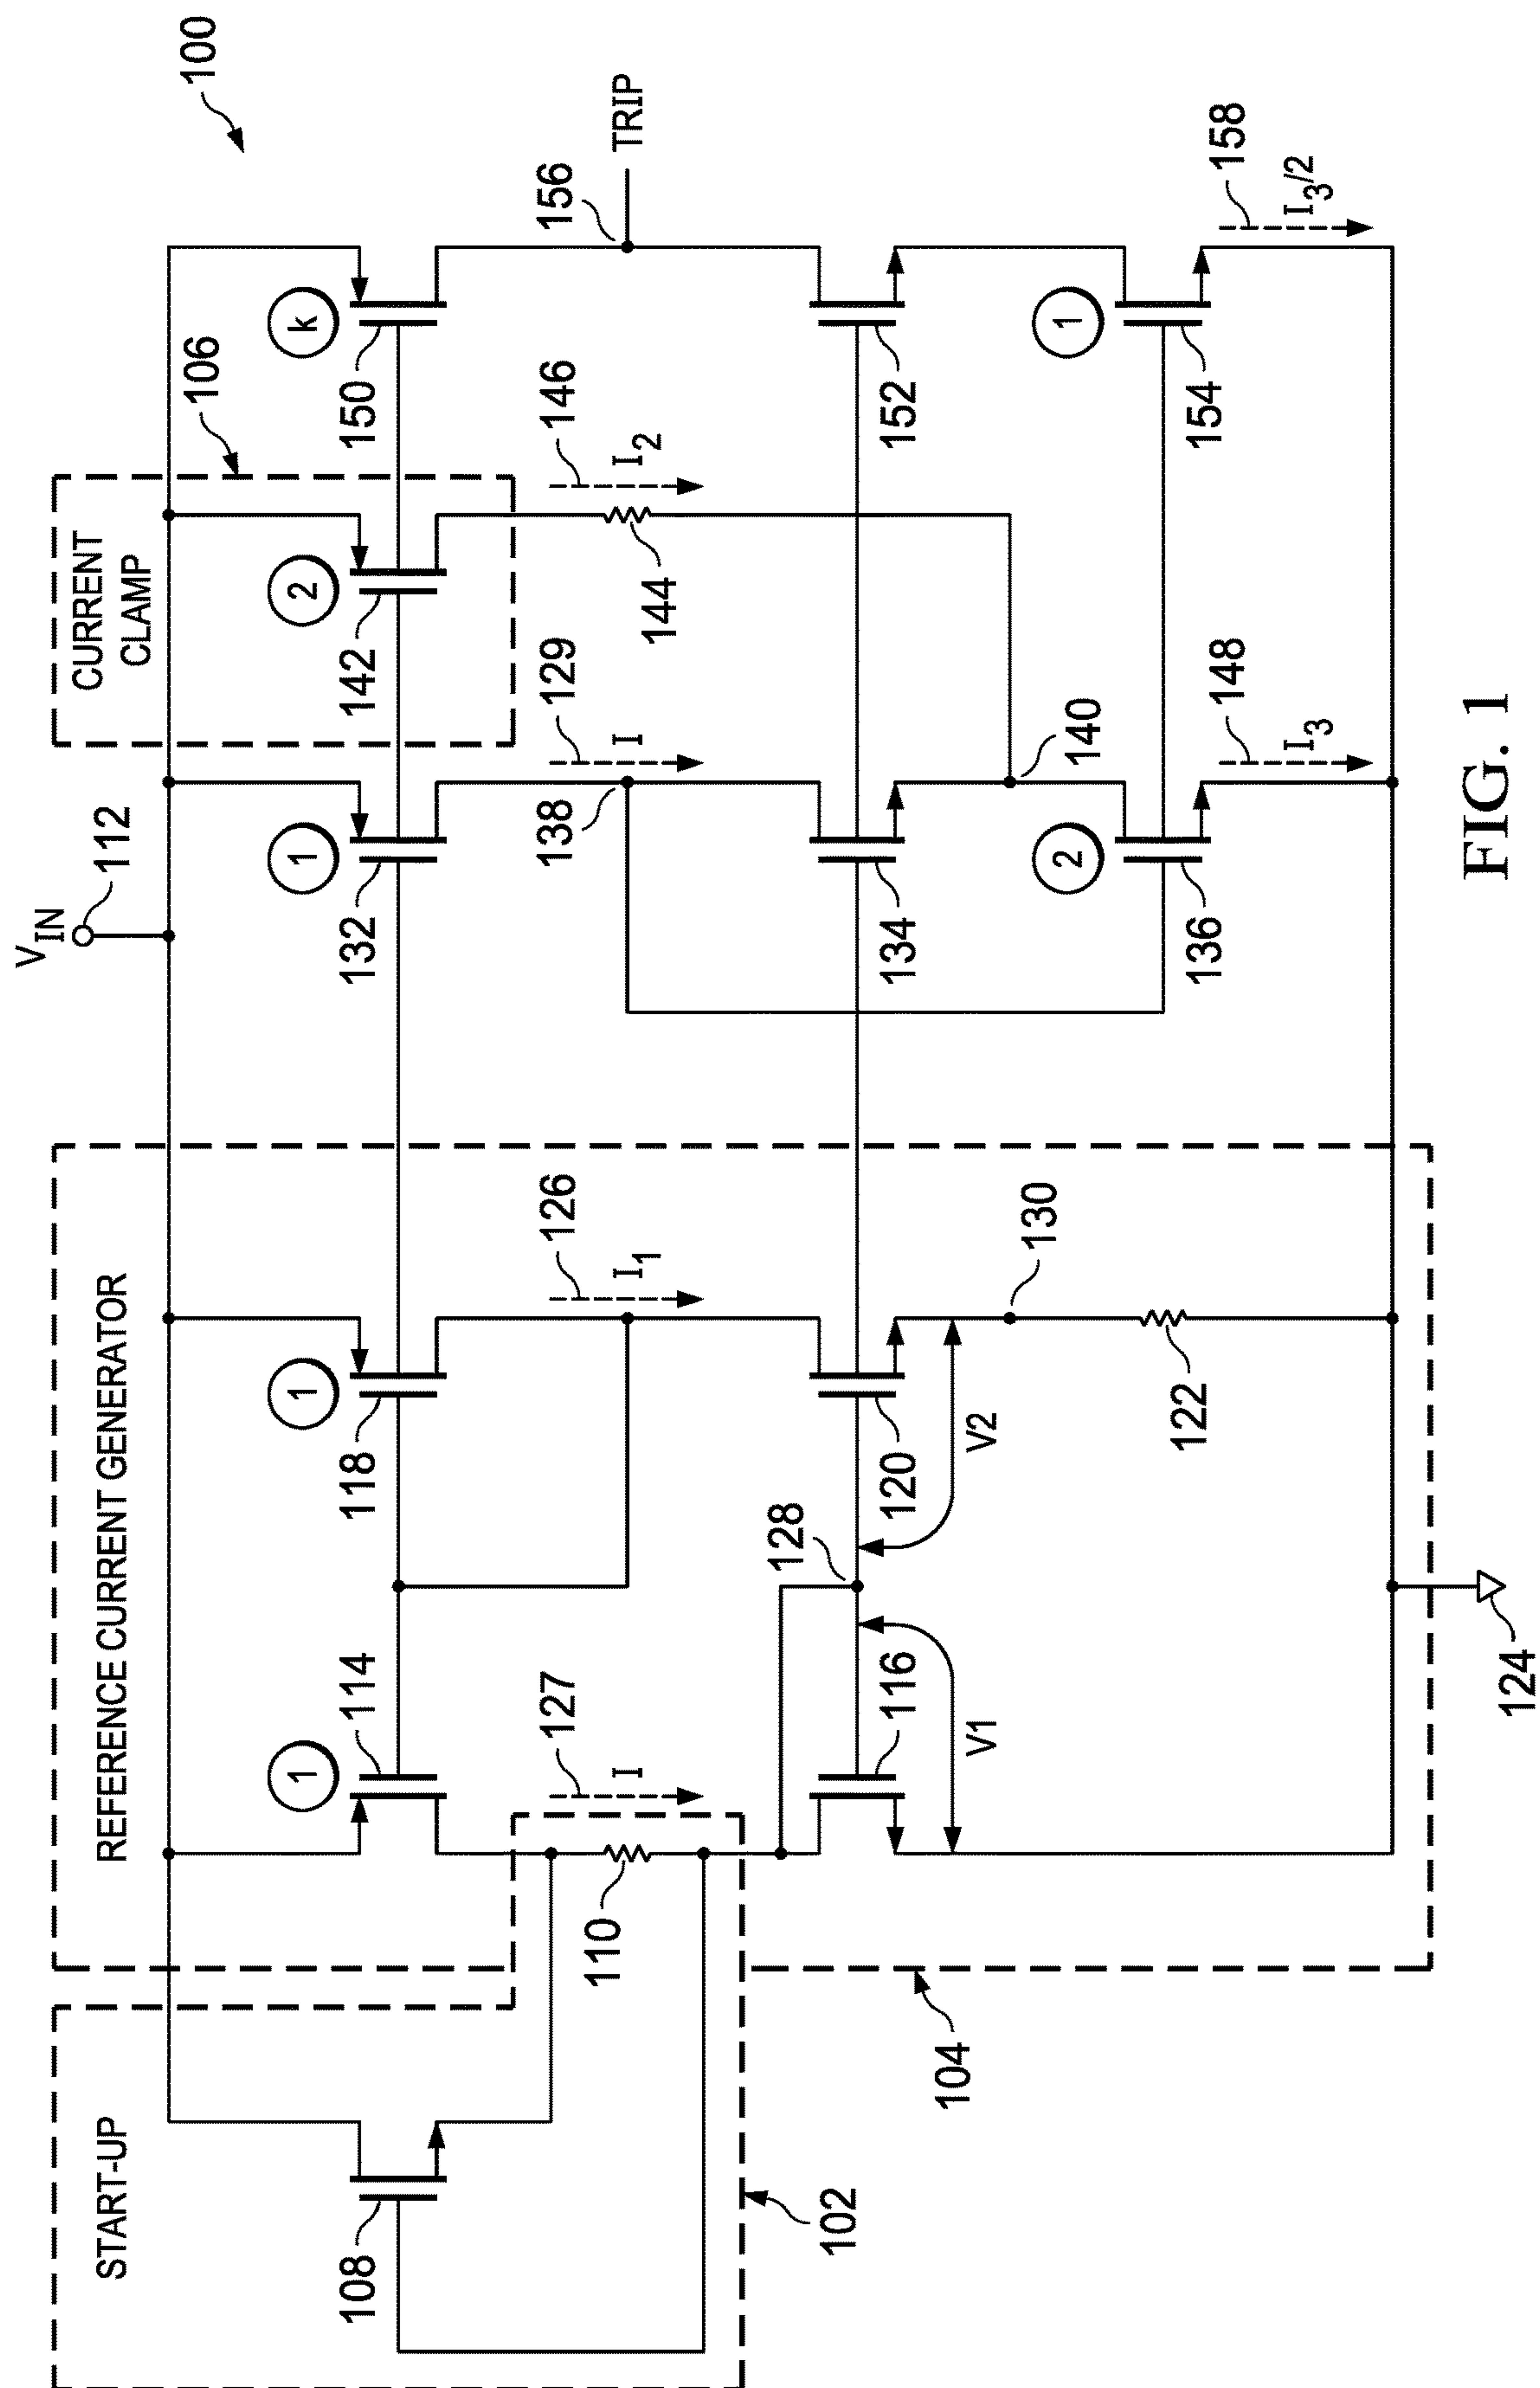 100
V_IN
112
START-UP
REFERENCE CURRENT GENERATOR
CURRENT
CLAMP
106
108
1
114
1
118
1
132
2
142
k
150
110
127
I
126
I₁
129
I
138
146
I₂
144
156
TRIP
102
104
128
116
120
134
152
V1
V2
130
140
122
1
2
136
154
148
I₃
158
I₃/2
124
FIG. 1